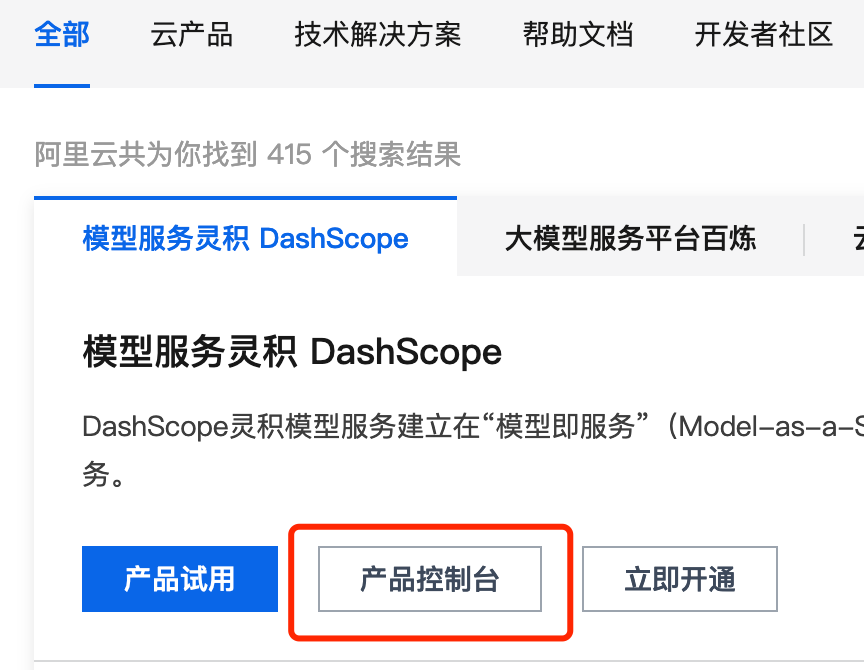 全部 云产品 技术解决方案 帮助文档 开发者社区
阿里云共为你找到 415 个搜索结果
模型服务灵积 DashScope 大模型服务平台百炼
模型服务灵积 DashScope
DashScope灵积模型服务建立在“模型即服务”（Model-as-a-S
务。
产品试用 产品控制台 立即开通